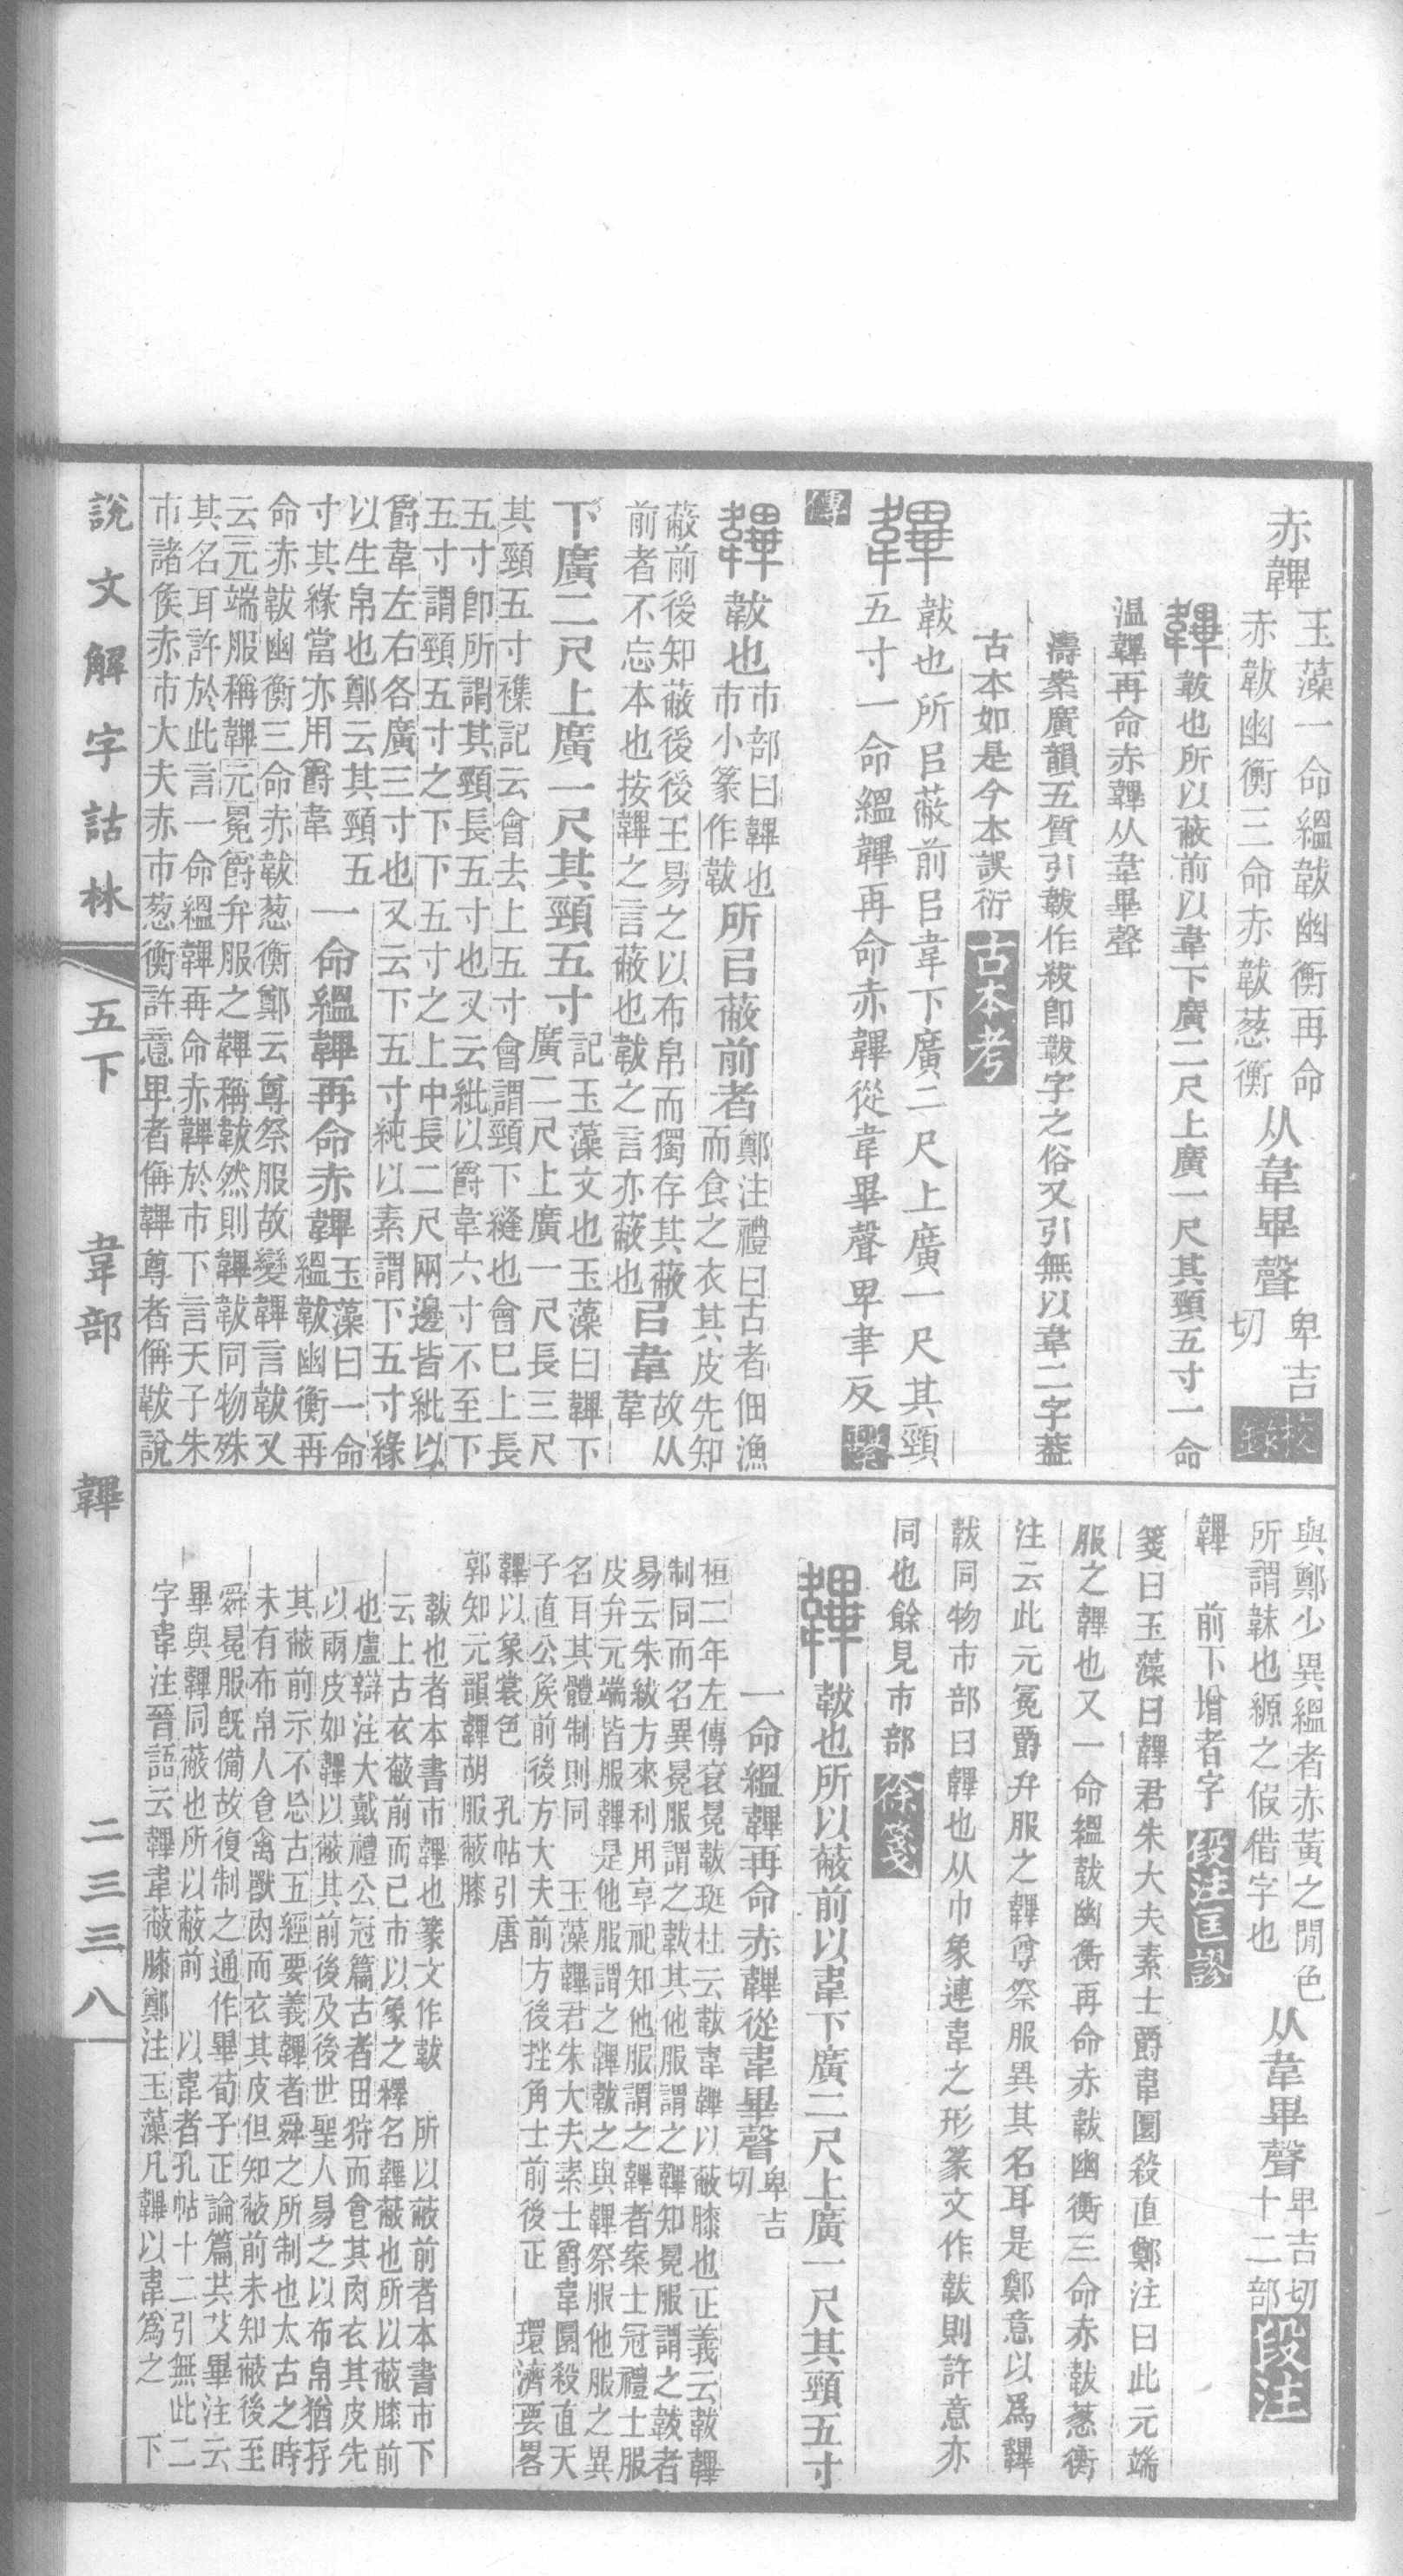 赤韠
玉藻一命縕韍幽衡再命
赤韍幽衡三命赤韍葱衡
从韋畢聲
卑吉
切
校錄
韠韍也所以蔽前以韋下廣二尺上廣一尺其頸五寸一命
溫韠再命赤韠从韋畢聲
濤案廣韻五質引韍作紱卽韍字之俗又引無以韋二字葢
古本如是今本誤衍
古本考
韠韍也所㠯蔽前㠯韋下廣二尺上廣一尺其頸
五寸一命縕韠再命赤韠從韋畢聲卑聿反
繫傳
韠韍也
市部曰韠也
市小篆作韍
所㠯蔽前者
鄭注禮曰古者佃漁
而食之衣其皮先知
蔽前後知蔽後後王易之以布帛而獨存其蔽
前者不忘本也按韠之言蔽也韍之言亦蔽也
㠯韋
故从
韋
下廣二尺上廣一尺其頸五寸
記玉藻文也玉藻曰韠下
廣二尺上廣一尺長三尺
其頸五寸襍記云會去上五寸會謂頸下縫也會巳上長
五寸卽所謂其頸長五寸也又云紕以爵韋六寸不至下
五寸謂頸五寸之下下五寸之上中長二尺兩邊皆紕以
爵韋左右各廣三寸也又云下五寸純以素謂下五寸緣
以生帛也鄭云其頸五
寸其緣當亦用爵韋
一命縕韠再命赤韠
玉藻曰一命
縕韍幽衡再
命赤韍幽衡三命赤韍葱衡鄭云尊祭服故變韠言韍又
云元端服稱韠元冕爵弁服之韠稱韍然則韠韍同物殊
其名耳許於此言一命縕韠再命赤韠於市下言天子朱
市諸矦赤市大夫赤市葱衡許意卑者偁韠尊者偁韍說
與鄭少異縕者赤黃之閒色
所謂韎也縓之假借字也
从韋畢聲
卑吉切
十二部
段注
韠 前下增者字
段注匡謬
箋曰玉藻曰韠君朱大夫素士爵韋圜殺直鄭注曰此元端
服之韠也又一命縕韍幽衡再命赤韍幽衡三命赤韍葱衡
注云此元冕爵弁服之韠尊祭服異其名耳是鄭意以爲韠
韍同物市部曰韠也从巾象連韋之形篆文作韍則許意亦
同也餘見市部
徐箋
韠韍也所以蔽前以韋下廣二尺上廣一尺其頸五寸
一命縕韠再命赤韠從韋畢聲
卑吉
切
桓二年左傳袞冕韍珽杜云韍韋韠以蔽膝也正義云韍韠
制同而名異冕服謂之韍其他服謂之韠知冕服謂之韍者
易云朱紱方來利用享祀知他服謂之韠者案士冠禮士服
皮弁元端皆服韠是他服謂之韠韍之與韠祭服他服之異
名耳其體制則同 玉藻韠君朱大夫素士爵韋圜殺直天
子直公矦前後方大夫前方後挫角士前後正 環濟要畧
韠以象裳色 孔帖引唐
郭知元韻韠胡服蔽膝
韍也者本書市韠也篆文作韍 所以蔽前者本書市下
云上古衣蔽前而已市以象之釋名韠蔽也所以蔽膝前
也盧辯注大戴禮公冠篇古者田狩而食其肉衣其皮先
以兩皮如韠以蔽其前後及後世聖人易之以布帛猶存
其蔽前示不忘古五經要義韠者舜之所制也太古之時
未有布帛人食禽獸肉而衣其皮但知蔽前未知蔽後至
舜冕服旣備故復制之通作畢荀子正論篇共艾畢注云
畢與韠同蔽也所以蔽前 以韋者孔帖十二引無此二
字韋注晉語云韠韋蔽膝鄭注玉藻凡韠以韋爲之 下
說文解字詁林 五下 韋部 韠 二三三八